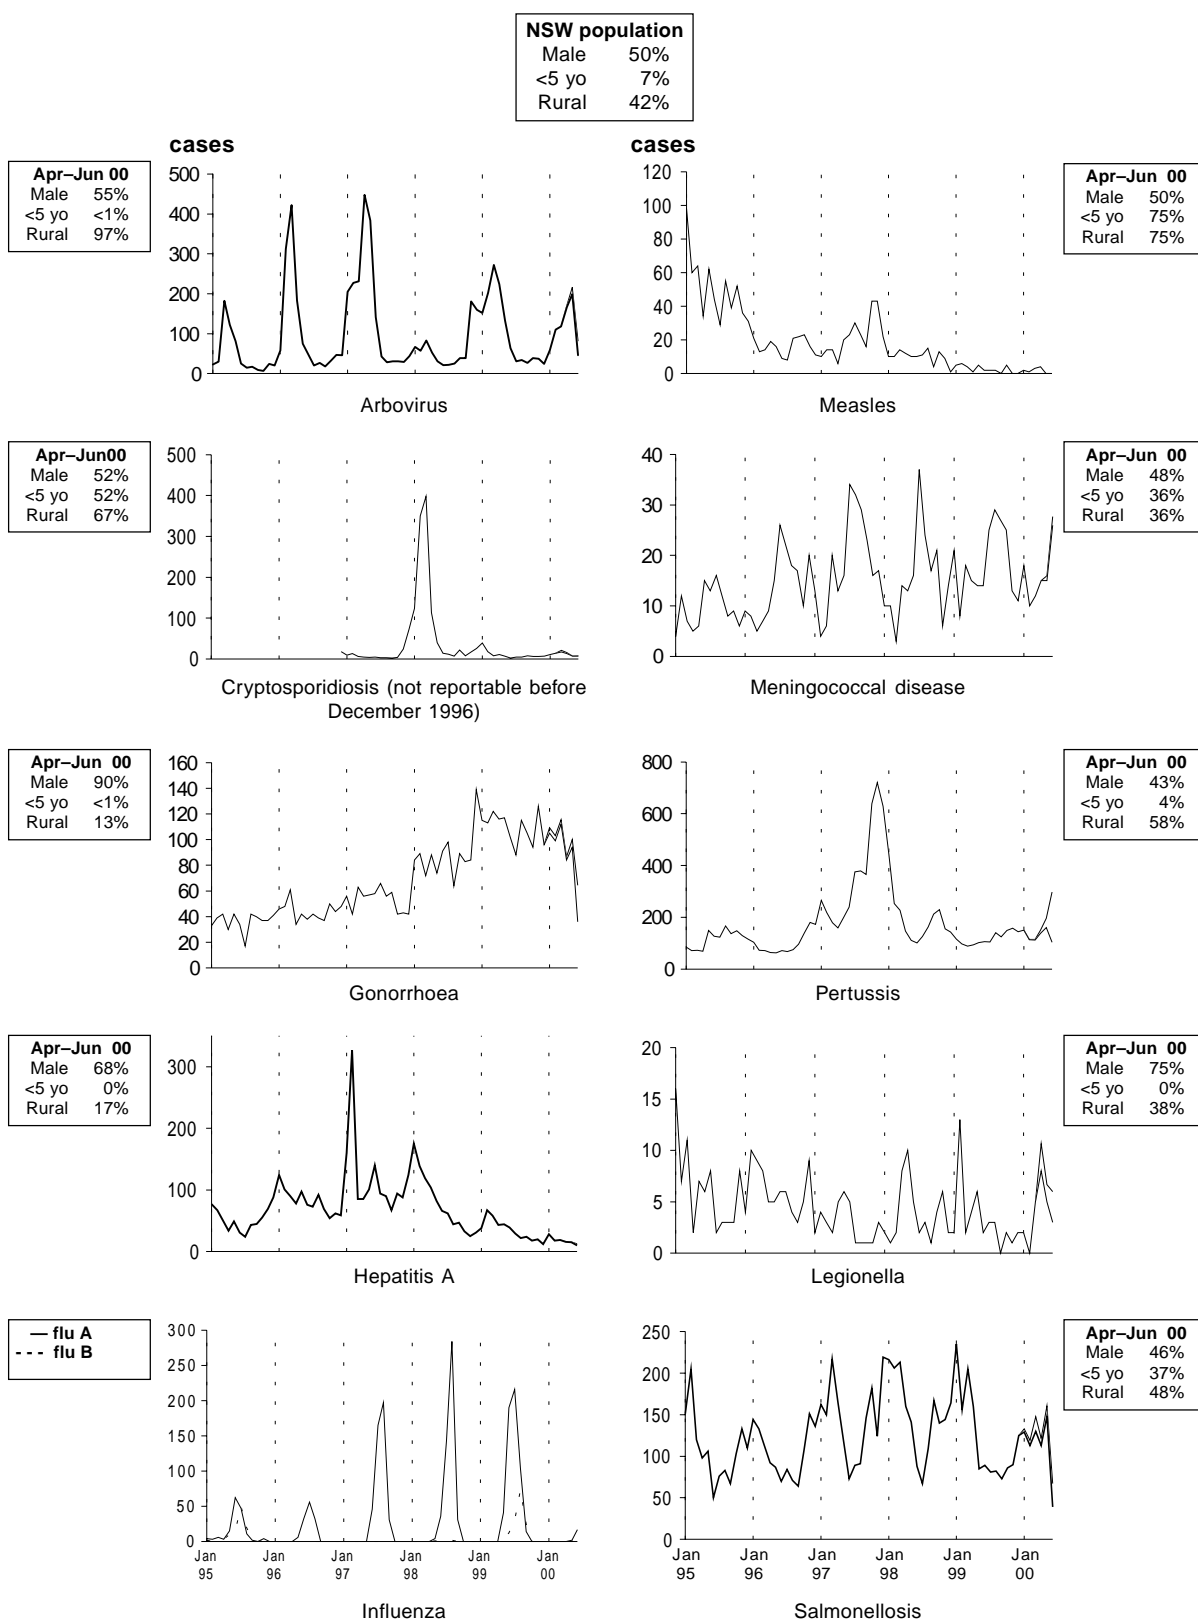 NSW population
Male 50%
<5 yo 7%
Rural 42%
cases
cases
Apr–Jun 00
Male 55%
<5 yo <1%
Rural 97%
500
400
300
200
100
0
Arbovirus
120
100
80
60
40
20
0
Measles
Apr–Jun 00
Male 50%
<5 yo 75%
Rural 75%
Apr–Jun00
Male 52%
<5 yo 52%
Rural 67%
500
400
300
200
100
0
Cryptosporidiosis (not reportable before
December 1996)
40
30
20
10
0
Meningococcal disease
Apr–Jun 00
Male 48%
<5 yo 36%
Rural 36%
Apr–Jun 00
Male 90%
<5 yo <1%
Rural 13%
160
140
120
100
80
60
40
20
0
Gonorrhoea
800
600
400
200
0
Pertussis
Apr–Jun 00
Male 43%
<5 yo 4%
Rural 58%
Apr–Jun 00
Male 68%
<5 yo 0%
Rural 17%
300
200
100
0
Hepatitis A
20
15
10
5
0
Legionella
Apr–Jun 00
Male 75%
<5 yo 0%
Rural 38%
flu A
flu B
300
250
200
150
100
50
0
Jan Jan Jan Jan Jan Jan
95 96 97 98 99 00
Influenza
250
200
150
100
50
0
Jan Jan Jan Jan Jan Jan
95 96 97 98 99 00
Salmonellosis
Apr–Jun 00
Male 46%
<5 yo 37%
Rural 48%